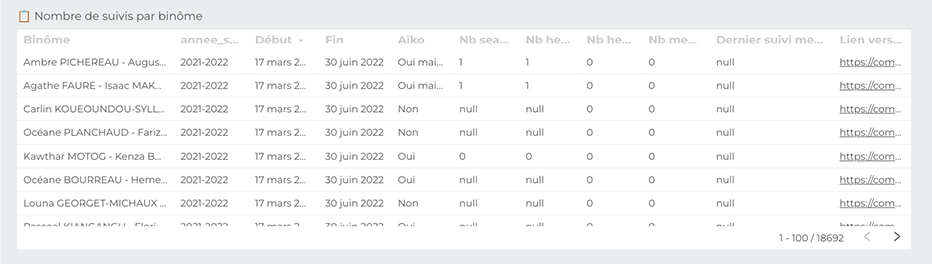 📋 Nombre de suivis par binôme
Binôme annee_s... Début Fin Aïko Nb sea... Nb he... Nb he... Nb me... Dernier suivi me... Lien vers...
Ambre PICHEREAU - Augus... 2021-2022 17 mars 2... 30 juin 2022 Oui mai... 1 1 0 0 null https://com...
Agathe FAURE - Isaac MAK... 2021-2022 17 mars 2... 30 juin 2022 Oui mai... 1 1 0 0 null https://com...
Carlin KOUEOUNDOU-SYLL... 2021-2022 17 mars 2... 30 juin 2022 Non null null 0 0 null https://com...
Océane PLANCHAUD - Fariz... 2021-2022 17 mars 2... 30 juin 2022 Non null null 0 0 null https://com...
Kawthar MOTOG - Kenza B... 2021-2022 17 mars 2... 30 juin 2022 Oui 0 0 0 0 null https://com...
Océane BOURREAU - Heme... 2021-2022 17 mars 2... 30 juin 2022 Oui null null 0 0 null https://com...
Louna GEORGET-MICHAUX ... 2021-2022 17 mars 2... 30 juin 2022 Non null null 0 0 null https://com...
2021-2022 17 mars 2... 30 juin 2022 Oui null null 0 0 null https://com...
1 - 100 / 18692